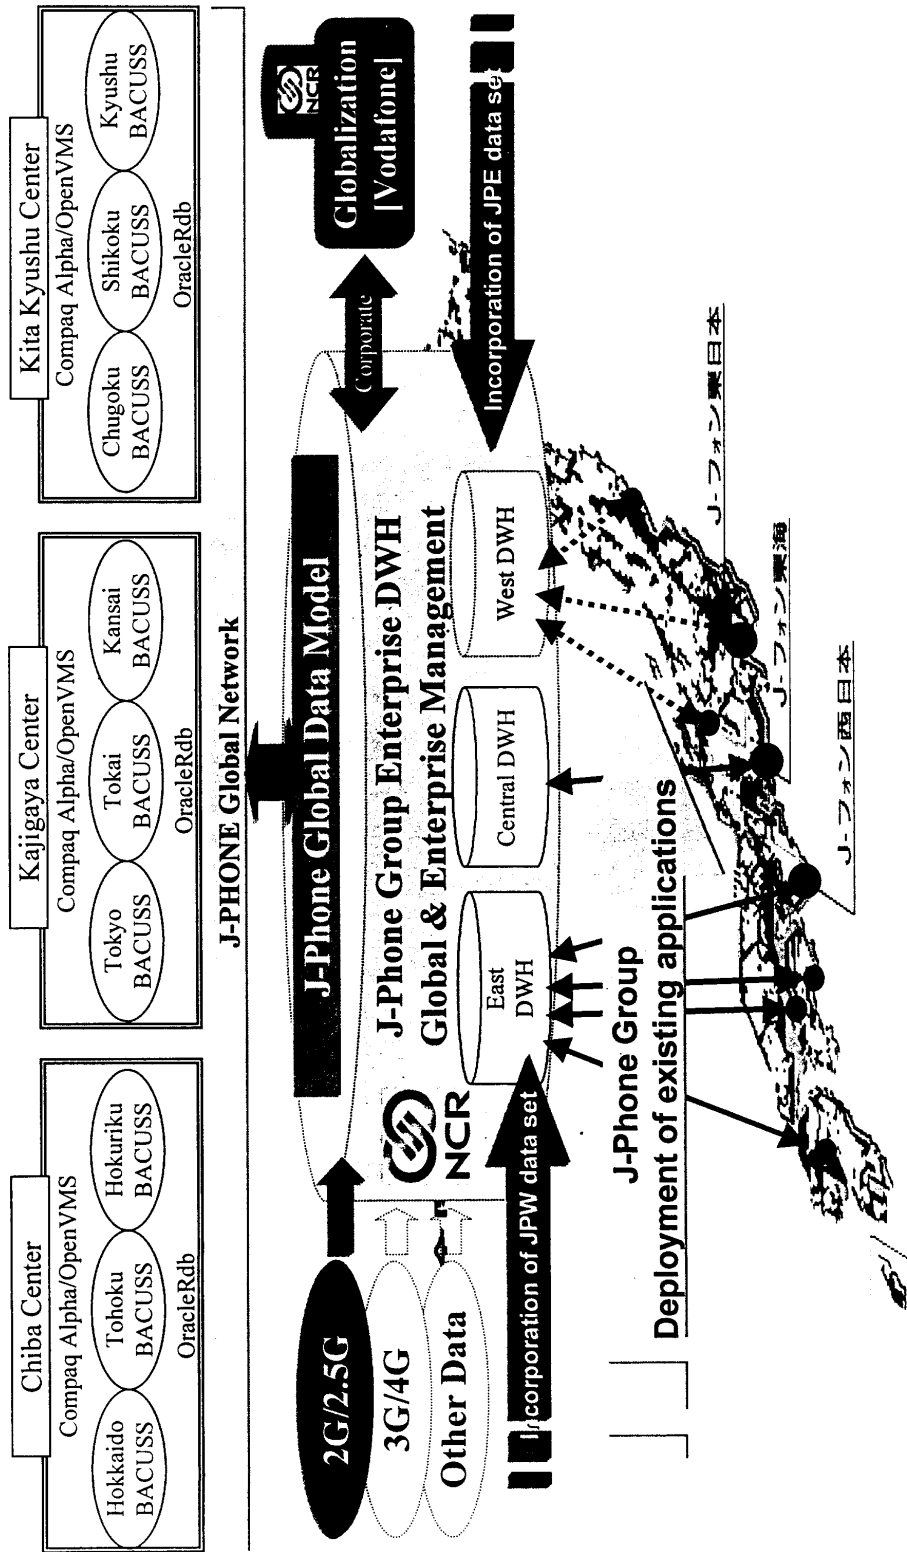 Chiba Center
Compaq Alpha/OpenVMS
Hokkaido
BACUSS
Tohoku
BACUSS
Hokuriku
BACUSS
OracleRdb
Kajigaya Center
Compaq Alpha/OpenVMS
Tokyo
BACUSS
Tokai
BACUSS
Kansai
BACUSS
OracleRdb
Kita Kyushu Center
Compaq Alpha/OpenVMS
Chugoku
BACUSS
Shikoku
BACUSS
Kyushu
BACUSS
OracleRdb
J-PHONE Global Network
2G/2.5G
3G/4G
Other Data
J-Phone Global Data Model
J-Phone Group Enterprise DWH
Global & Enterprise Management
NCR
Corporate
NCR
Globalization
[Vodafone]
East
DWH
Central DWH
West DWH
Incorporation of JPW data set
Incorporation of JPE data set
J-Phone Group
Deployment of existing applications
J-フォン東日本
J-フォン東海
J-フォン西日本